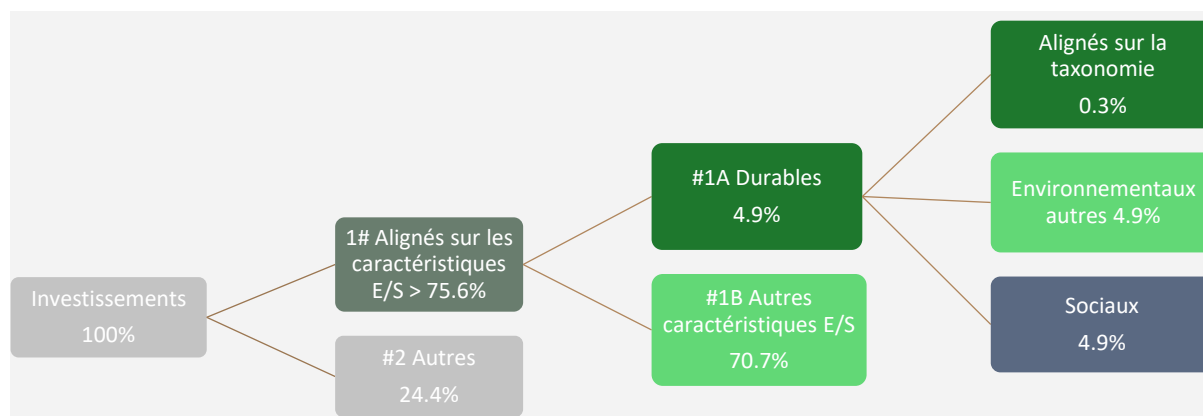 Investissements
100%
1# Alignés sur les
caractéristiques
E/S > 75.6%
#2 Autres
24.4%
#1A Durables
4.9%
#1B Autres
caractéristiques E/S
70.7%
Alignés sur la
taxonomie
0.3%
Environnementaux
autres 4.9%
Sociaux
4.9%